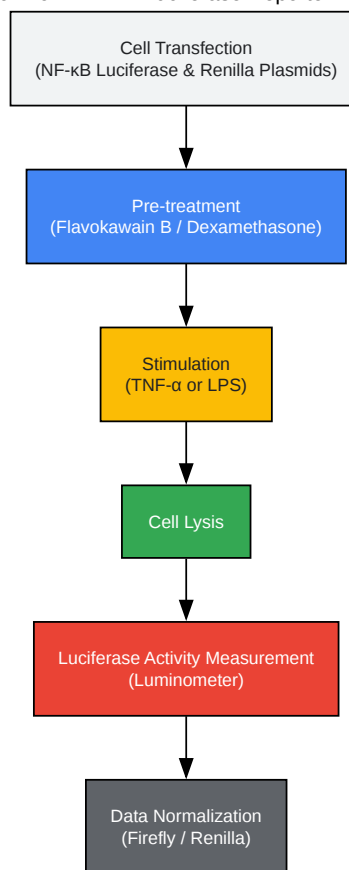 Cell Transfection
(NF-κB Luciferase & Renilla Plasmids)
Pre-treatment
(Flavokawain B / Dexamethasone)
Stimulation
(TNF-α or LPS)
Cell Lysis
Luciferase Activity Measurement
(Luminometer)
Data Normalization
(Firefly / Renilla)